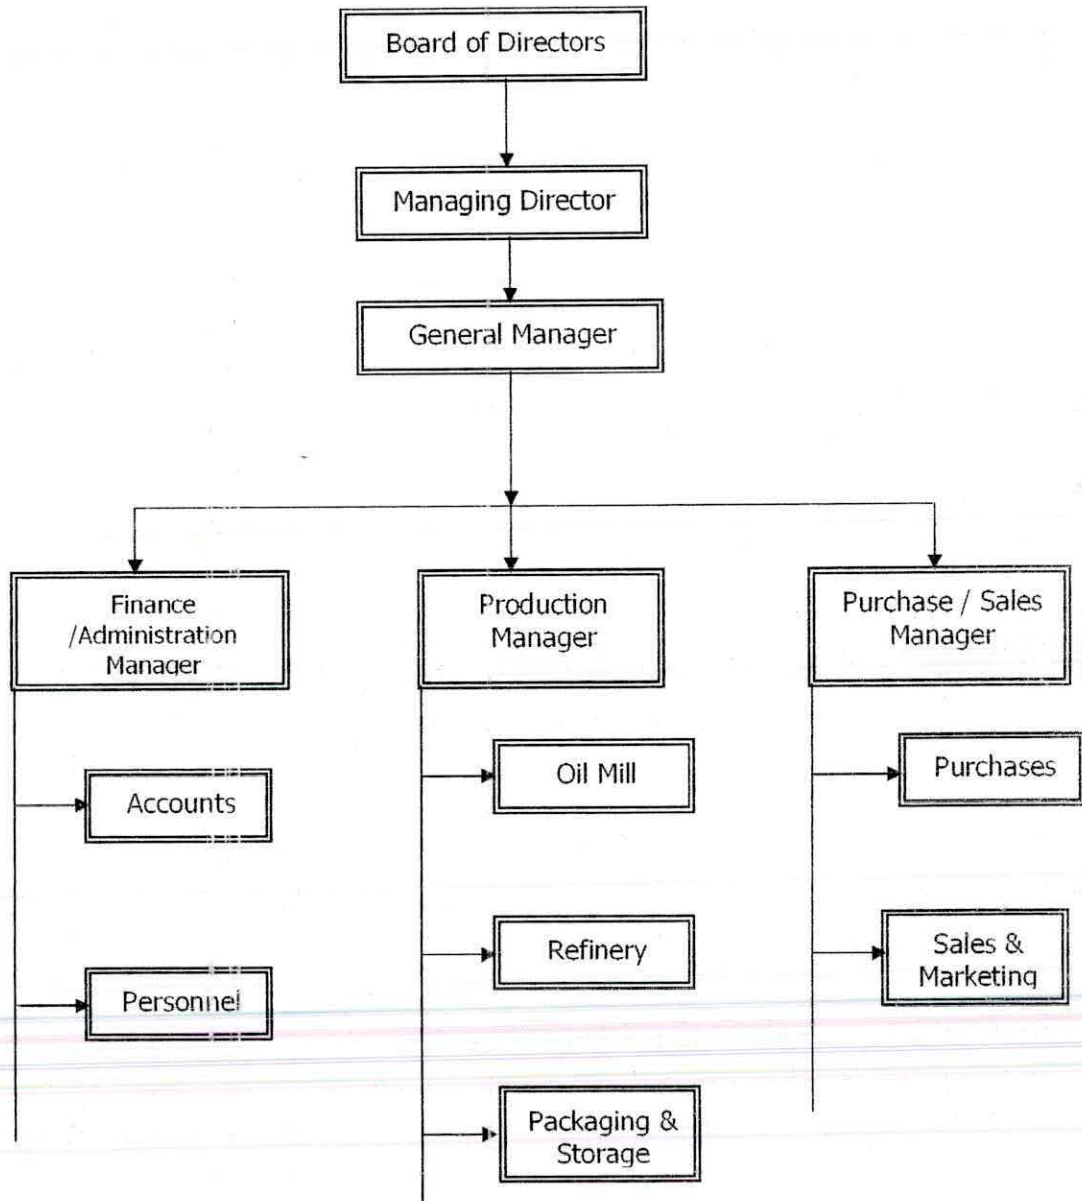 Board of Directors
Managing Director
General Manager
Finance
/Administration
Manager
Production
Manager
Purchase / Sales
Manager
Accounts
Personnel
Oil Mill
Refinery
Packaging &
Storage
Purchases
Sales &
Marketing